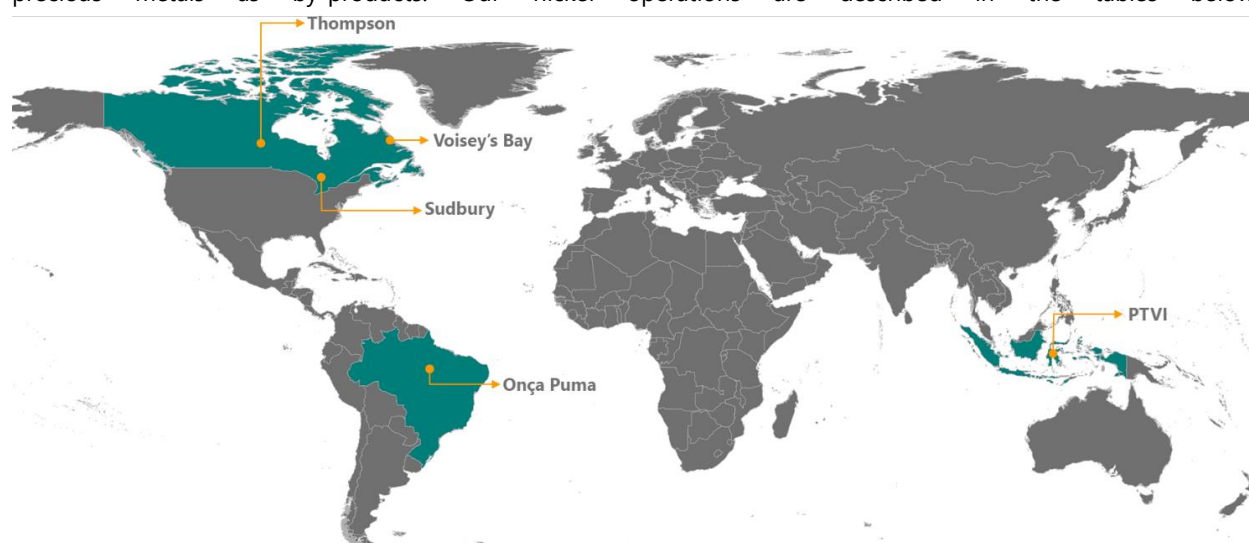 precious metals as by-products. Our nickel operations are described in the tables below
Thompson
Voisey's Bay
Sudbury
PTVI
Onça Puma